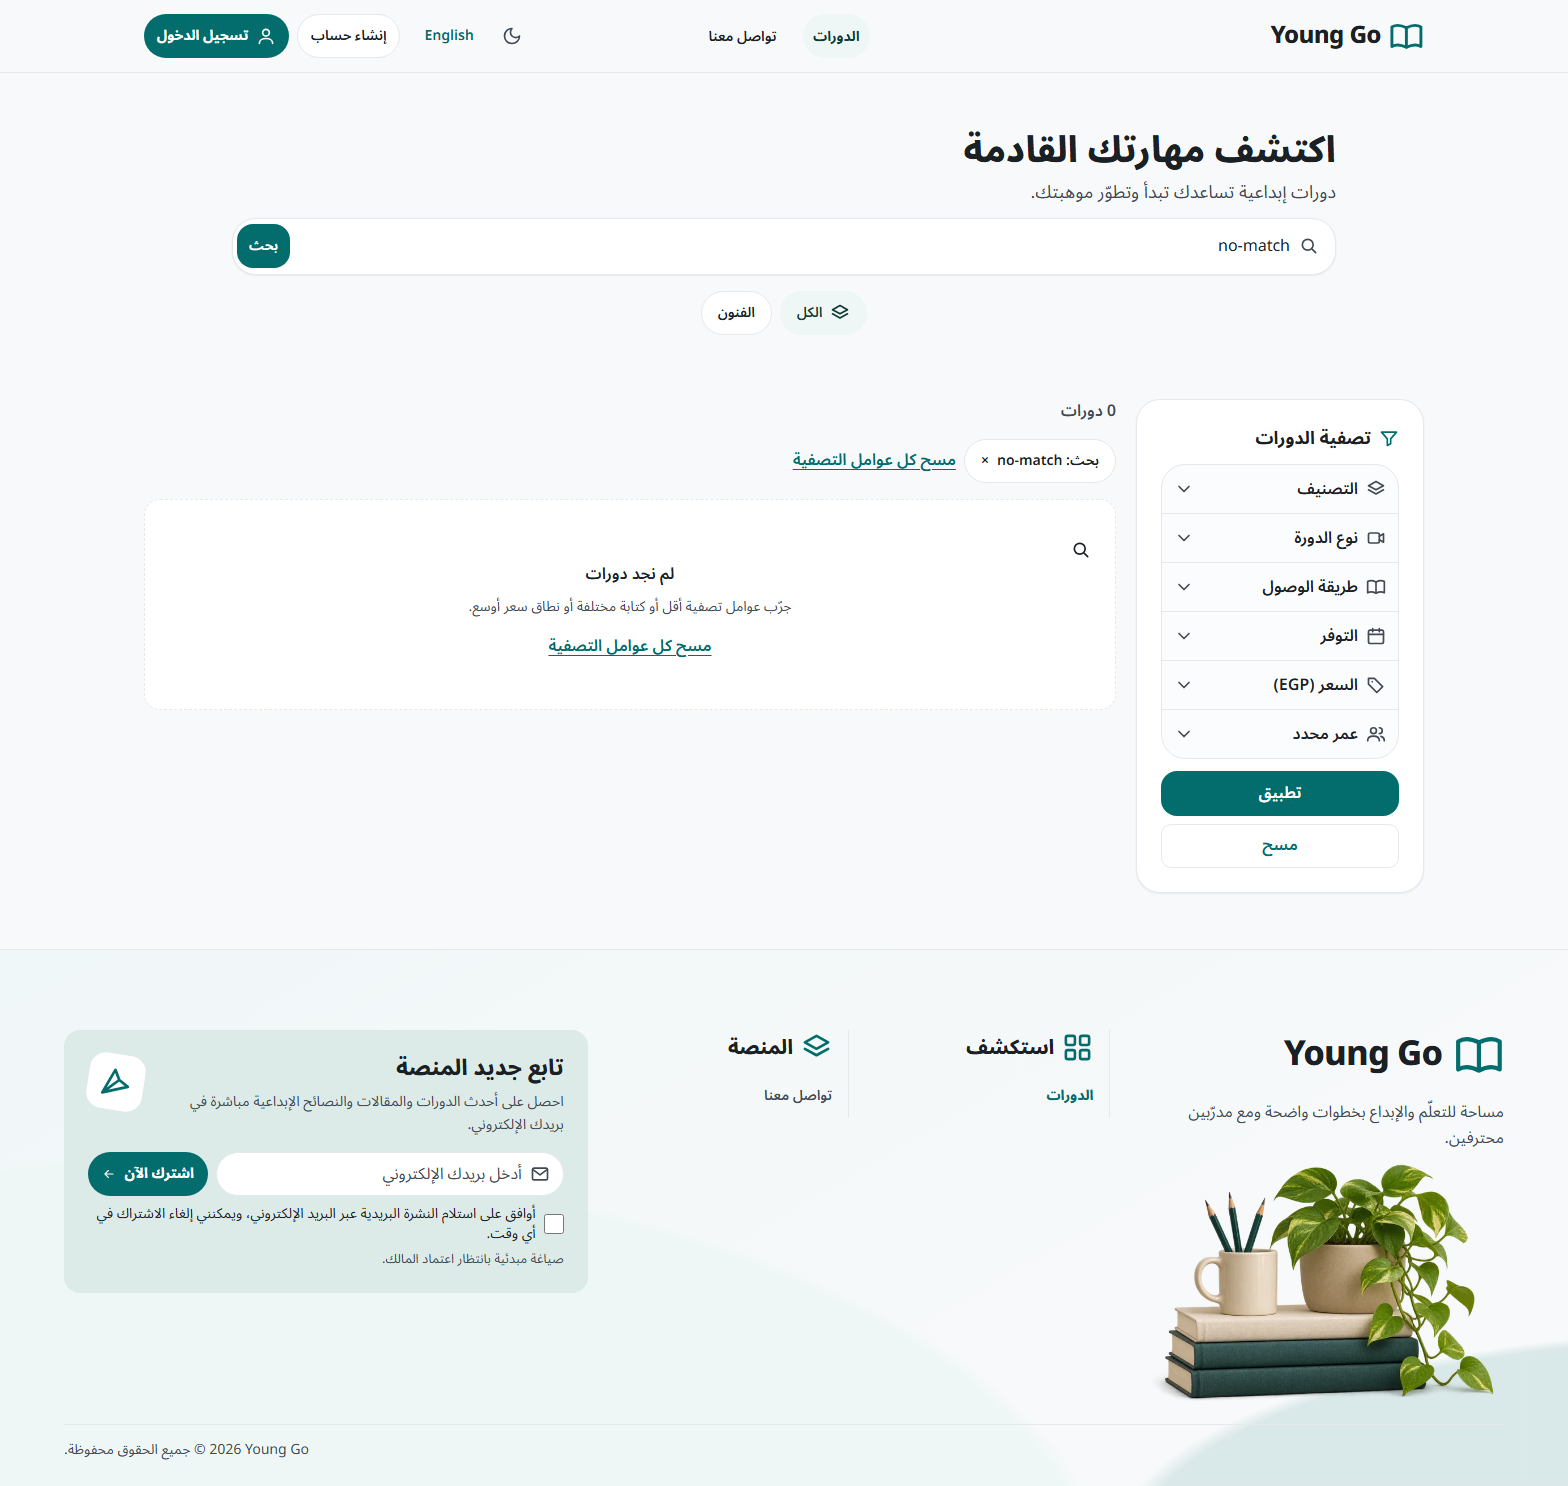 Young Go
الدورات
تواصل معنا
English
إنشاء حساب
تسجيل الدخول
اكتشف مهارتك القادمة
دورات إبداعية تساعدك تبدأ وتطوّر موهبتك.
no-match
بحث
الكل
الفنون
تصفية الدورات
التصنيف
نوع الدورة
طريقة الوصول
التوفر
السعر (EGP)
عمر محدد
تطبيق
مسح
0 دورات
بحث: no-match ×
مسح كل عوامل التصفية
لم نجد دورات
جرّب عوامل تصفية أقل أو كتابة مختلفة أو نطاق سعر أوسع.
مسح كل عوامل التصفية
Young Go
مساحة للتعلّم والإبداع بخطوات واضحة ومع مدرّبين
محترفين.
استكشف
الدورات
المنصة
تواصل معنا
تابع جديد المنصة
احصل على أحدث الدورات والمقالات والنصائح الإبداعية مباشرة في
بريدك الإلكتروني.
أدخل بريدك الإلكتروني
اشترك الآن ←
أوافق على استلام النشرة البريدية عبر البريد الإلكتروني، ويمكنني إلغاء الاشتراك في
أي وقت.
صياغة مبدئية بانتظار اعتماد المالك.
Young Go 2026 © جميع الحقوق محفوظة.